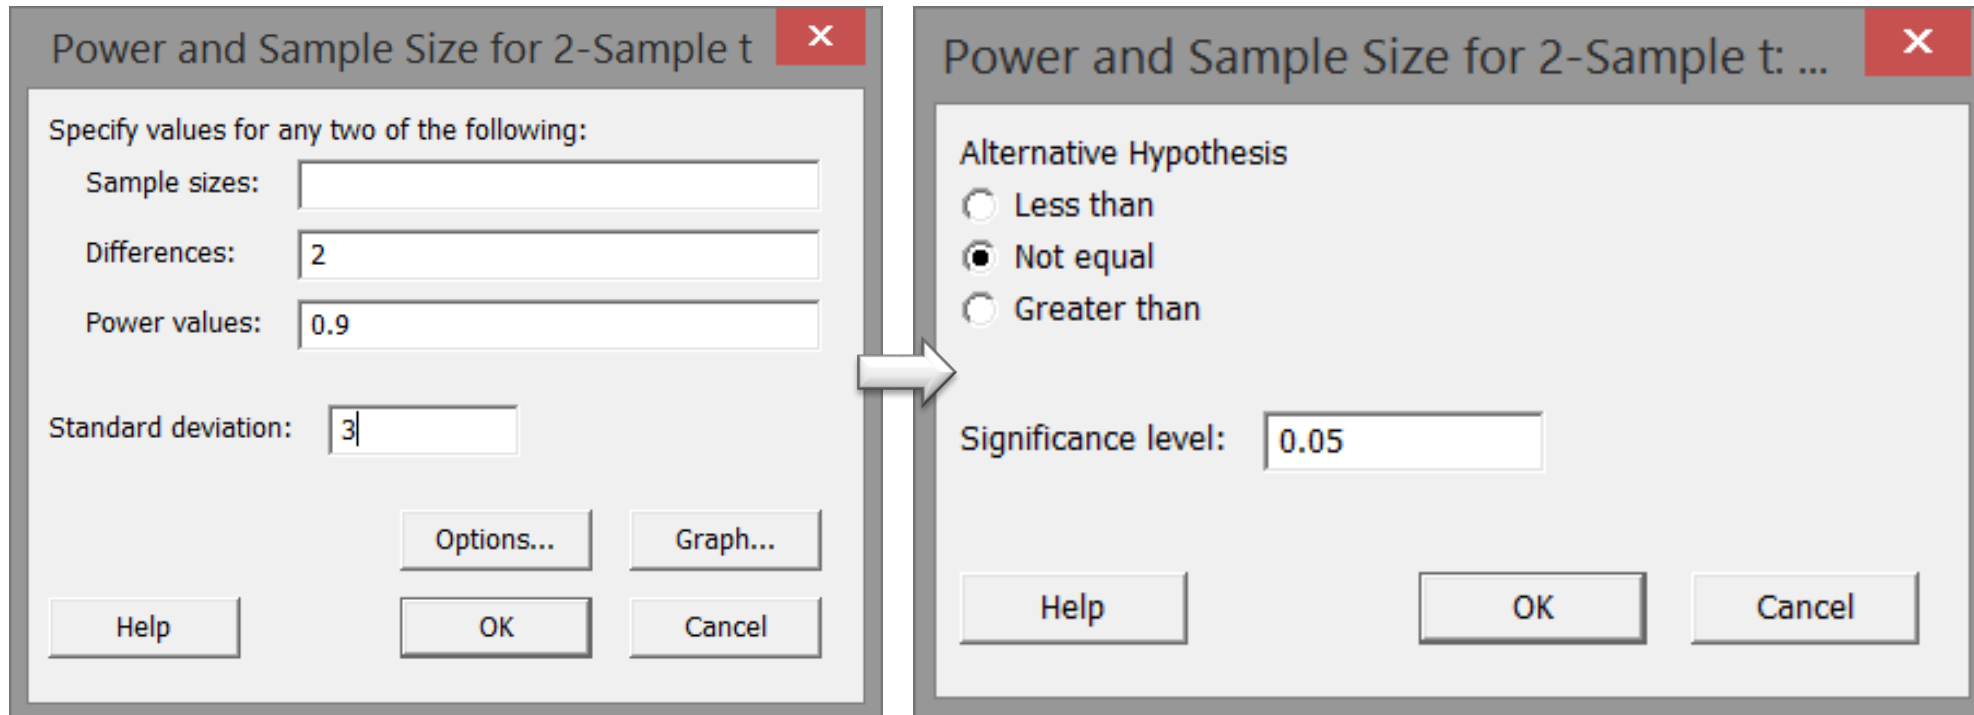 Power and Sample Size for 2-Sample t
Specify values for any two of the following:
Sample sizes:
Differences: 2
Power values: 0.9
Standard deviation: 3
Options... Graph...
Help OK Cancel
Power and Sample Size for 2-Sample t: ...
Alternative Hypothesis
Less than
Not equal
Greater than
Significance level: 0.05
Help OK Cancel